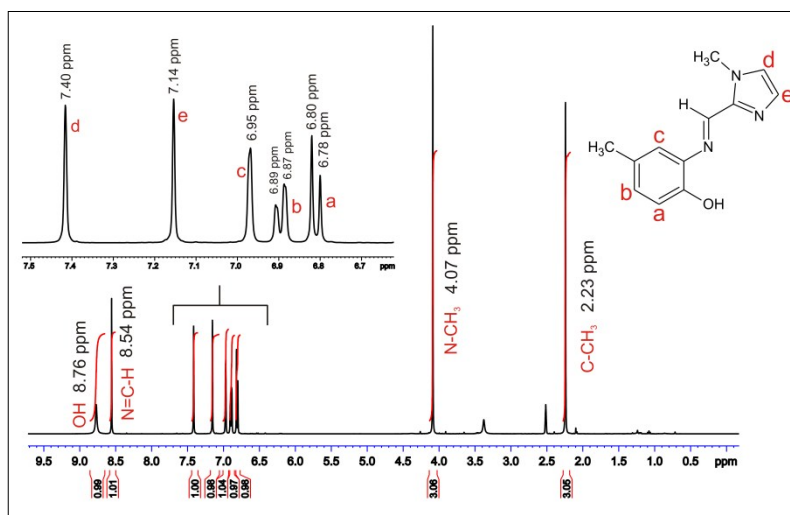 7.40 ppm
d
7.14 ppm
e
6.95 ppm
c
6.89 ppm
6.87 ppm
b
6.80 ppm
6.78 ppm
a
7.5 7.4 7.3 7.2 7.1 7.0 6.9 6.8 6.7 ppm
H₃C
N
d
e
N
H
N
c
H₃C
b
a
OH
OH 8.76 ppm
N=C-H 8.54 ppm
N-CH₃ 4.07 ppm
C-CH₃ 2.23 ppm
9.5 9.0 8.5 8.0 7.5 7.0 6.5 6.0 5.5 5.0 4.5 4.0 3.5 3.0 2.5 2.0 1.5 1.0 0.5 ppm
0.99 1.01 1.00 0.98 1.04 0.97 0.98 3.06 3.05